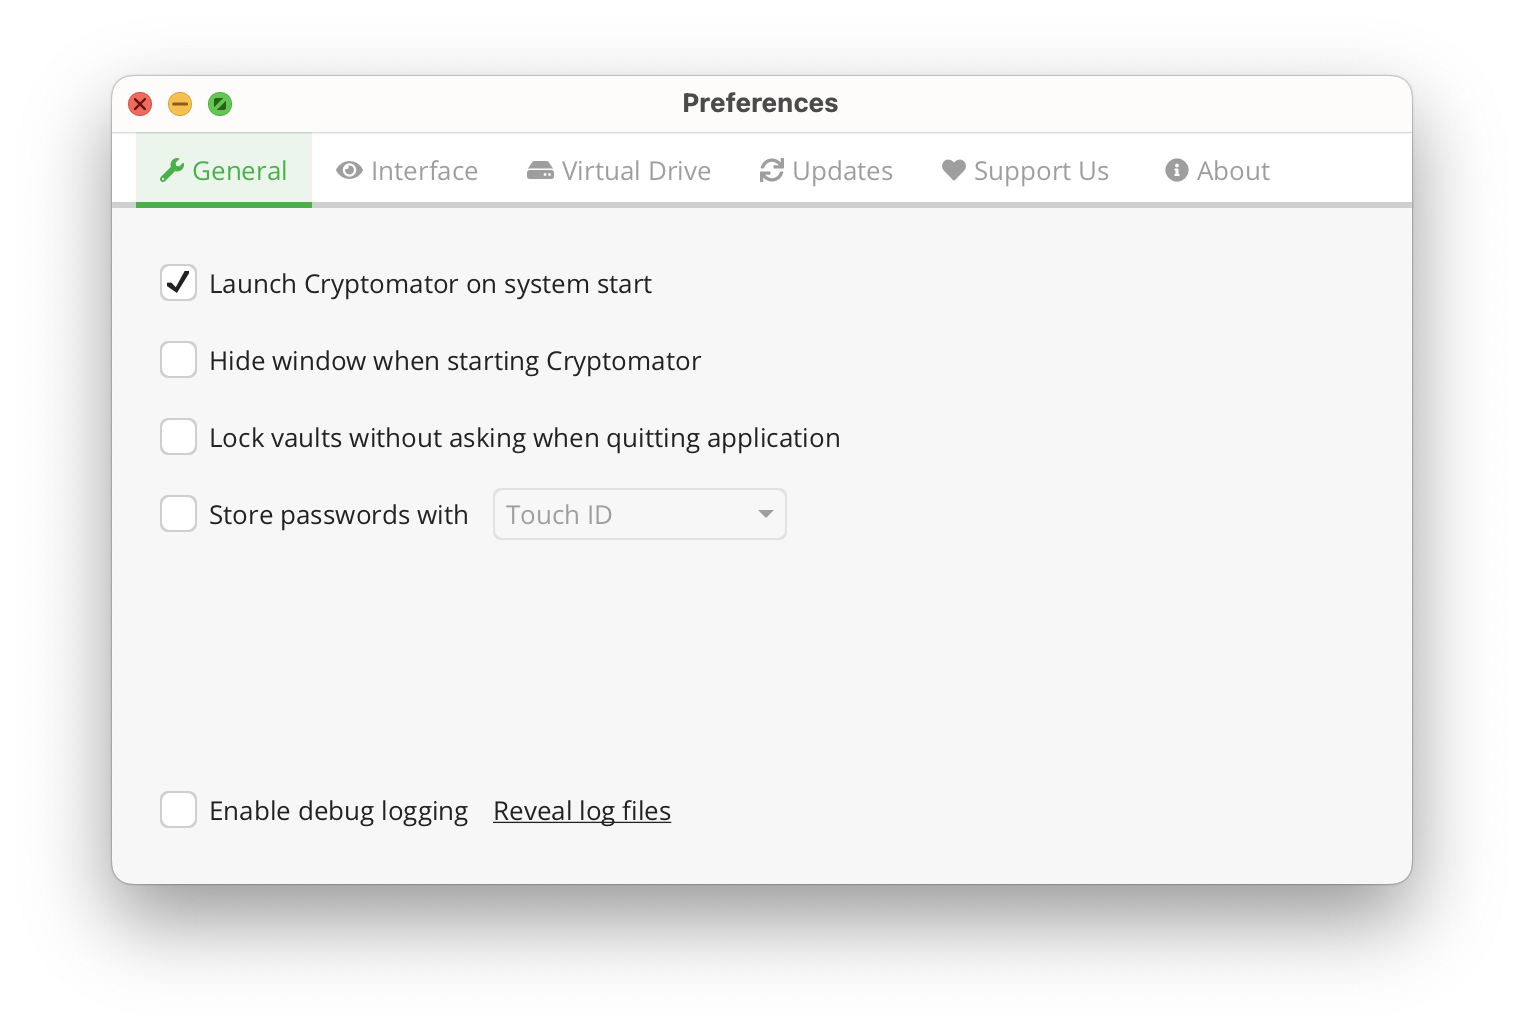 Preferences
General Interface Virtual Drive Updates Support Us About
Launch Cryptomator on system start
Hide window when starting Cryptomator
Lock vaults without asking when quitting application
Store passwords with Touch ID
Enable debug logging Reveal log files